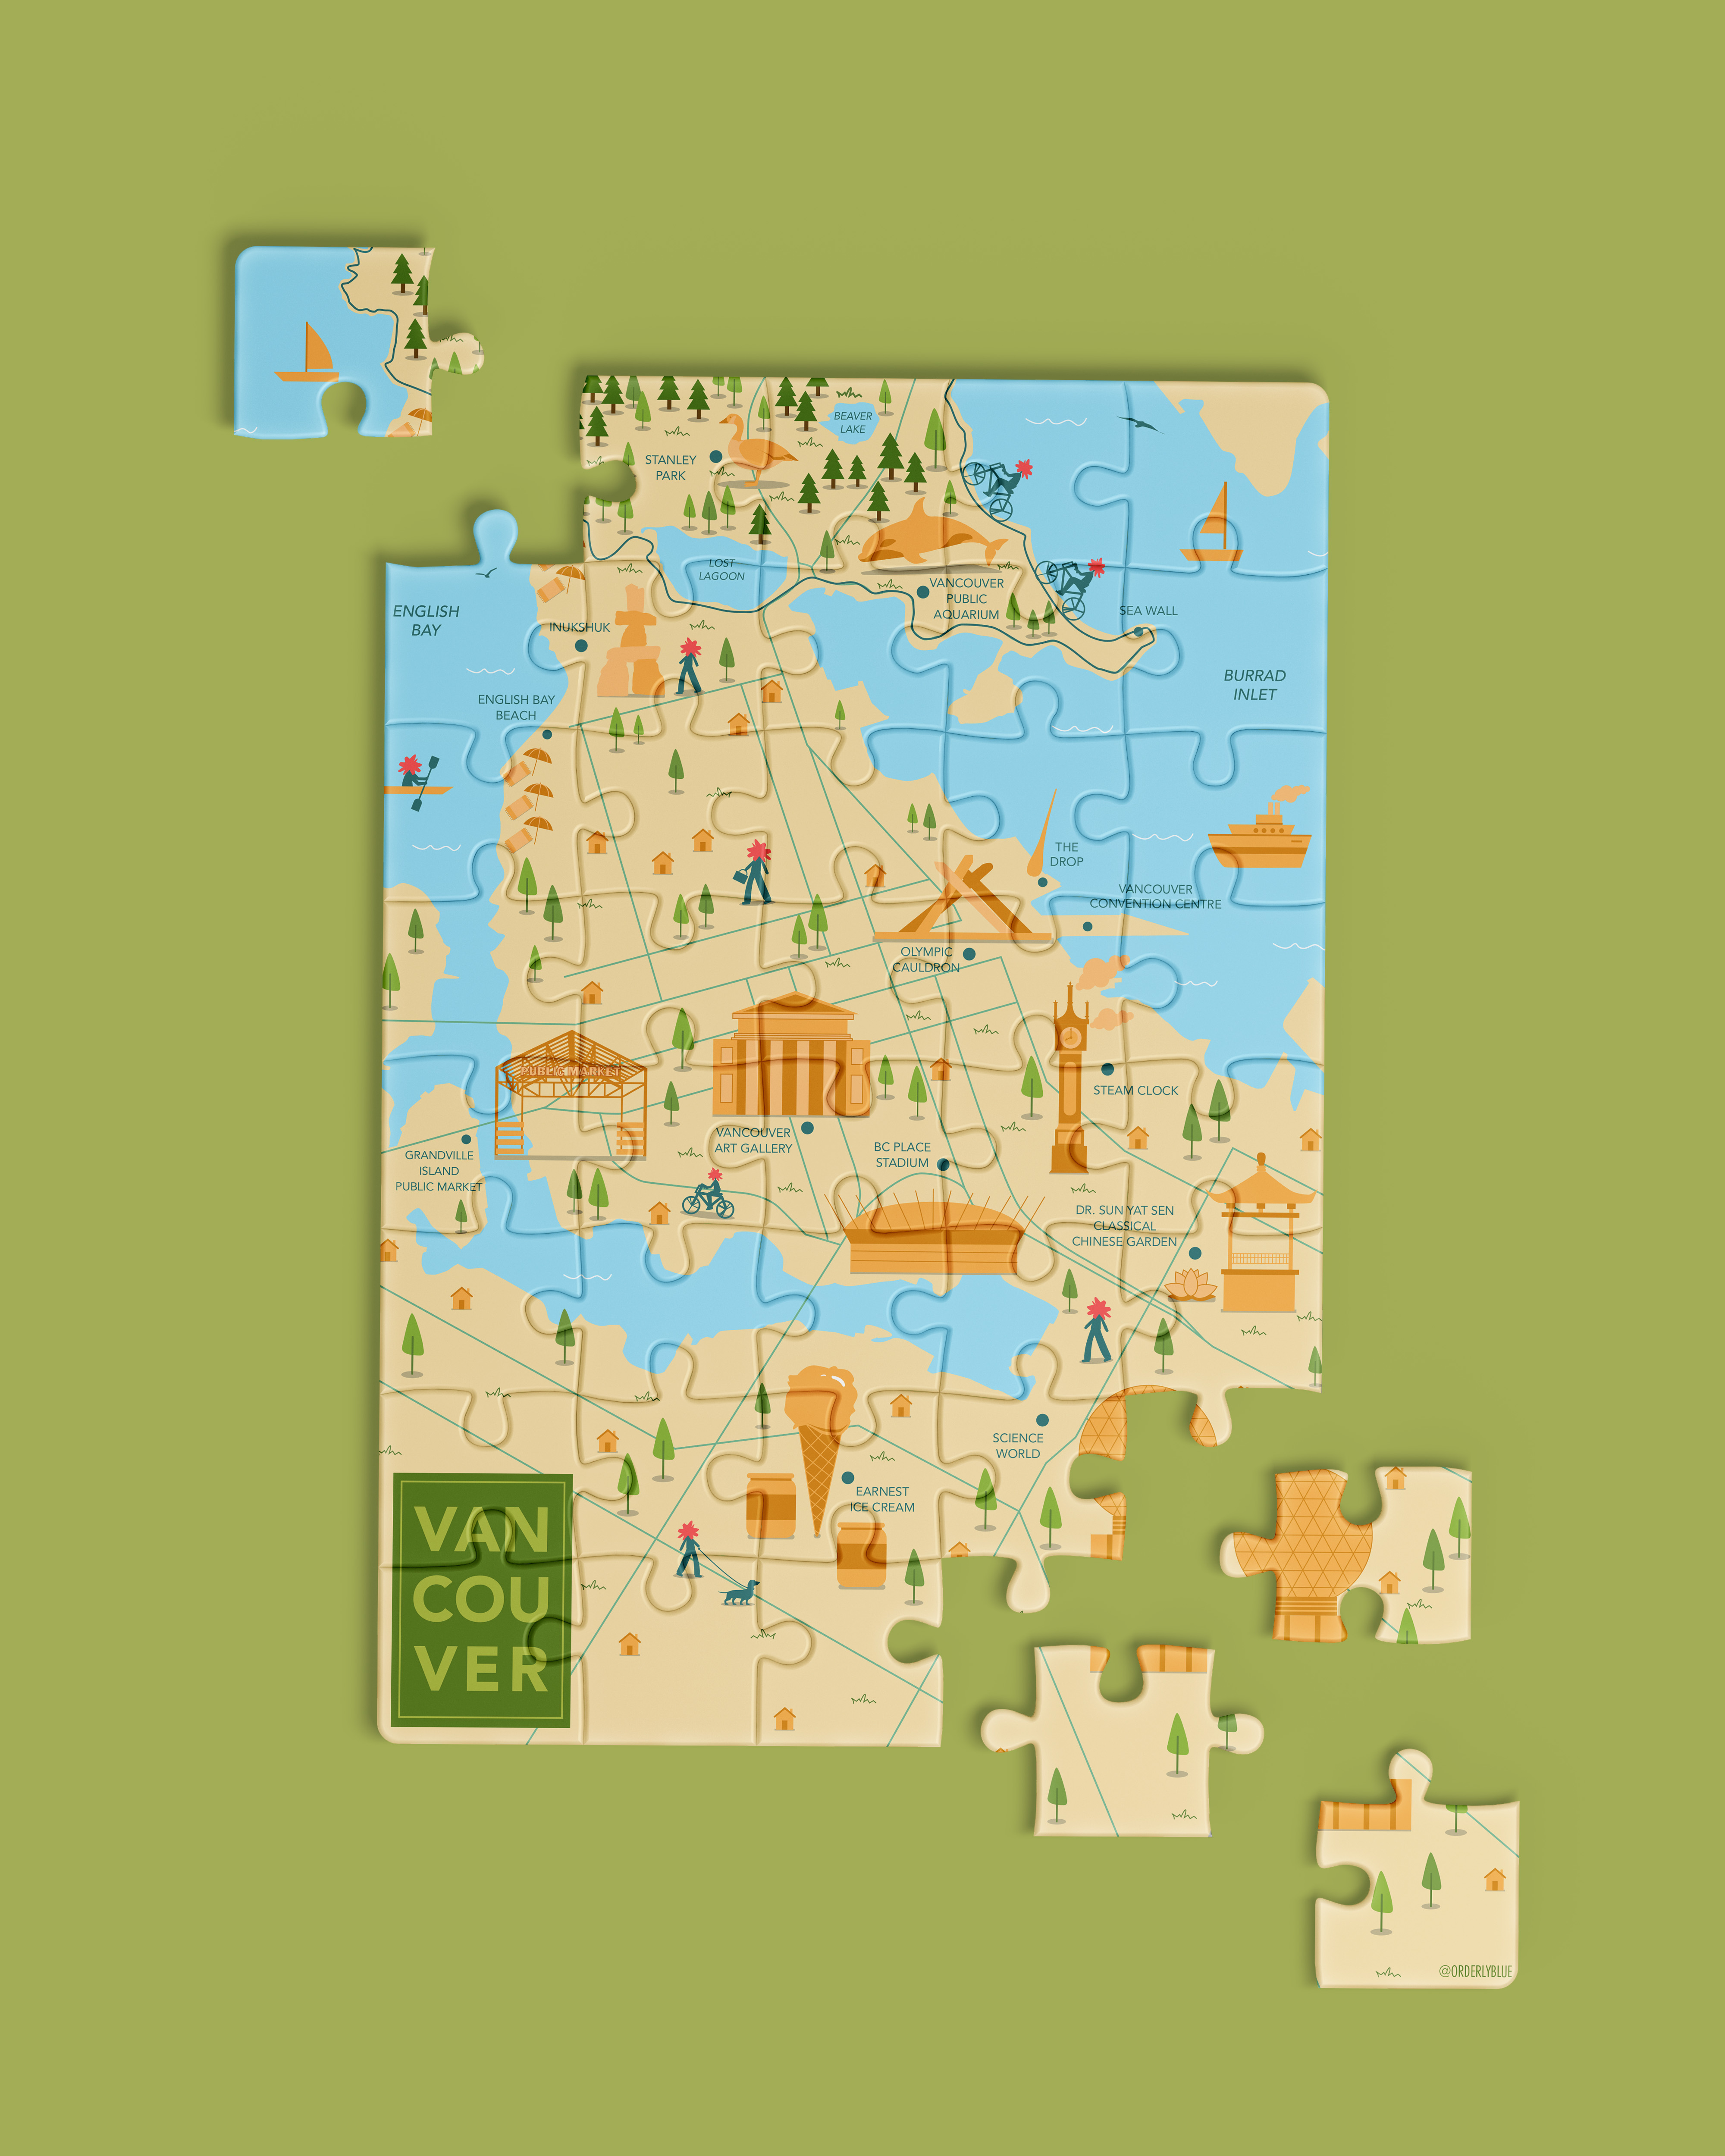 BEAVER
LAKE
STANLEY
PARK
LOST
LAGOON
VANCOUVER
PUBLIC
AQUARIUM
SEA WALL
ENGLISH
BAY
INUKSHUK
BURRAD
INLET
ENGLISH BAY
BEACH
THE
DROP
VANCOUVER
CONVENTION CENTRE
OLYMPIC
CAULDRON
PUBLIC MARKET
STEAM CLOCK
VANCOUVER
ART GALLERY
BC PLACE
STADIUM
GRANDVILLE
ISLAND
PUBLIC MARKET
DR. SUN YAT SEN
CLASSICAL
CHINESE GARDEN
SCIENCE
WORLD
EARNEST
ICE CREAM
VAN
COU
VER
@ORDERLYBLUE